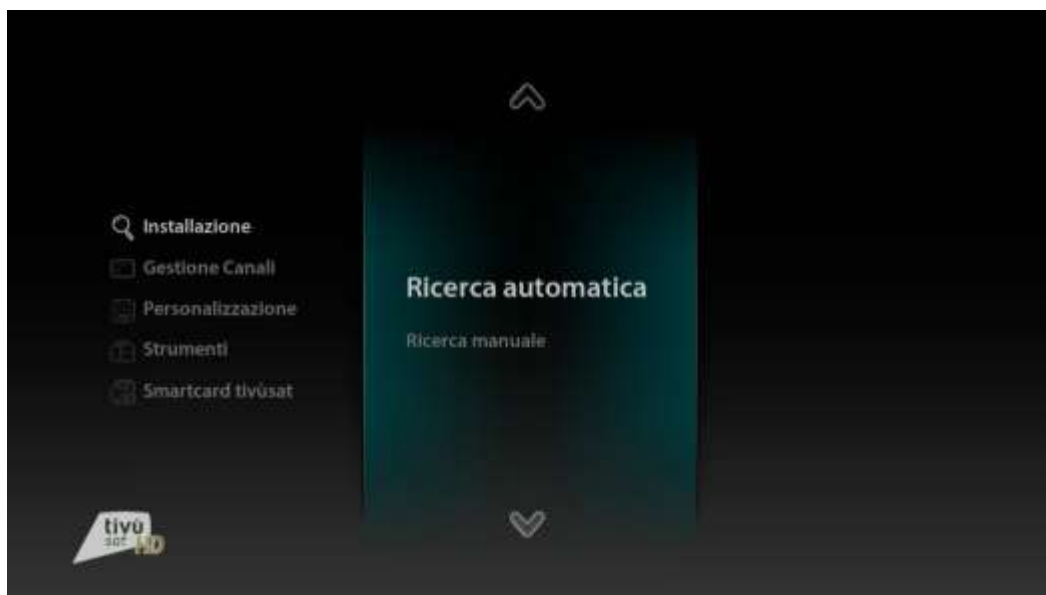 Installazione
Gestione Canali
Personalizzazione
Strumenti
Smartcard tivùsat
Ricerca automatica
Ricerca manuale
tivù
sat HD